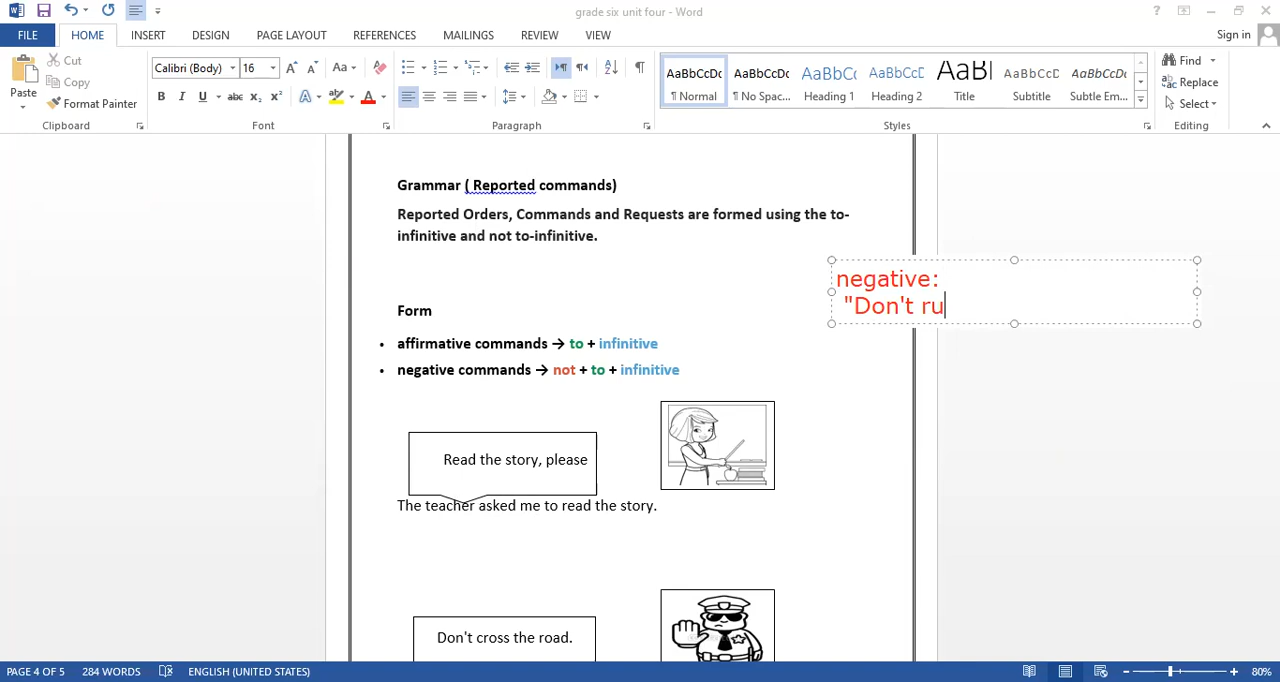 grade six unit four - Word
Sign in
FILE HOME INSERT DESIGN PAGE LAYOUT REFERENCES MAILINGS REVIEW VIEW
Paste
Cut
Copy
Format Painter
Clipboard
Calibri (Body) 16
Font
Paragraph
AaBbCcDc AaBbCcDc AaBbCc AaBbCcD AaBl AaBbCcD AaBbCcDc
¶ Normal ¶ No Spac... Heading 1 Heading 2 Title Subtitle Subtle Em...
Styles
Find
Replace
Select
Editing
Grammar ( Reported commands)
Reported Orders, Commands and Requests are formed using the to-
infinitive and not to-infinitive.
negative:
"Don't ru
Form
• affirmative commands → to + infinitive
• negative commands → not + to + infinitive
Read the story, please
The teacher asked me to read the story.
Don't cross the road.
PAGE 4 OF 5 284 WORDS ENGLISH (UNITED STATES) 80%